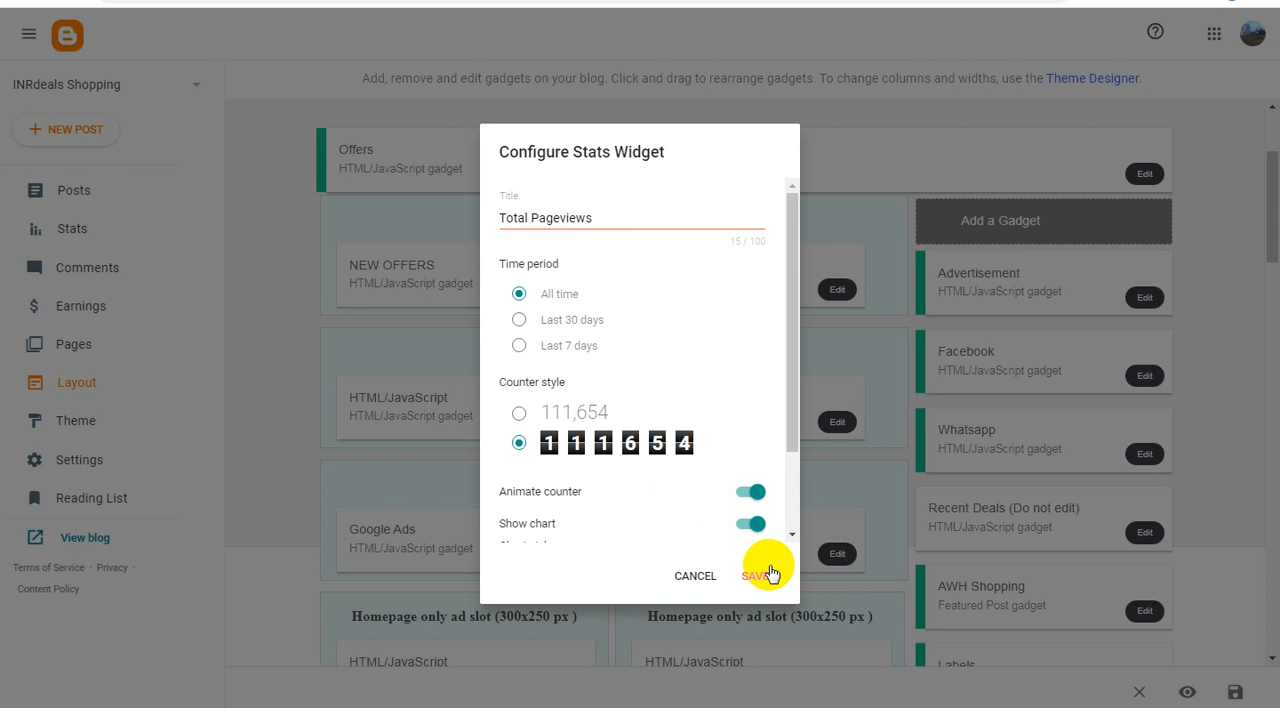 Add, remove and edit gadgets on your blog. Click and drag to rearrange gadgets. To change columns and widths, use the Theme Designer.
INRdeals Shopping
+ NEW POST
Posts
Stats
Comments
Earnings
Pages
Layout
Theme
Settings
Reading List
View blog
Terms of Service · Privacy ·
Content Policy
Offers
HTML/JavaScript gadget
Edit
NEW OFFERS
HTML/JavaScript gadget
Edit
HTML/JavaScript
HTML/JavaScript gadget
Edit
Google Ads
HTML/JavaScript gadget
Edit
Homepage only ad slot (300x250 px )
HTML/JavaScript
Homepage only ad slot (300x250 px )
HTML/JavaScript
Configure Stats Widget
Title
Total Pageviews
15 / 100
Time period
All time
Last 30 days
Last 7 days
Counter style
111,654
111654
Animate counter
Show chart
CANCEL
SAVE
Add a Gadget
Advertisement
HTML/JavaScript gadget
Edit
Facebook
HTML/JavaScript gadget
Edit
Whatsapp
HTML/JavaScript gadget
Edit
Recent Deals (Do not edit)
HTML/JavaScript gadget
Edit
AWH Shopping
Featured Post gadget
Edit
Labels